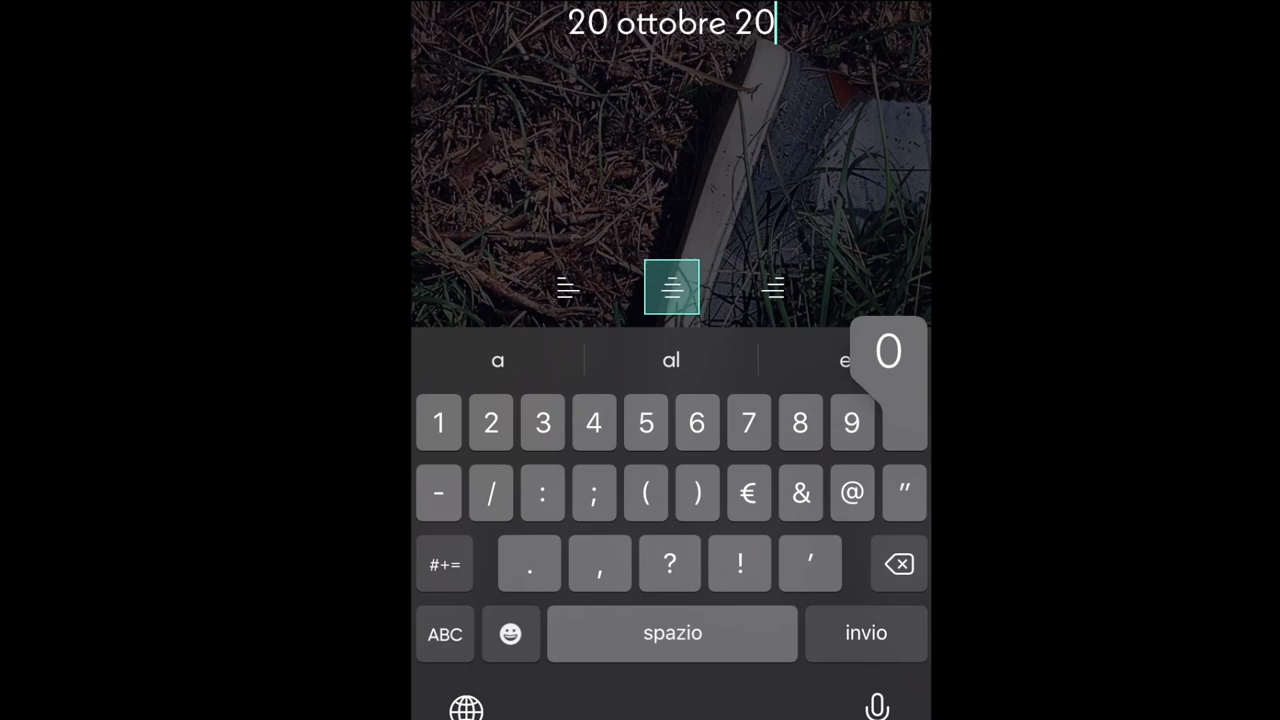 20 ottobre 20
a al e
0
1 2 3 4 5 6 7 8 9
- / : ; ( ) € & @ "
#+= . , ? ! ’
ABC spazio invio